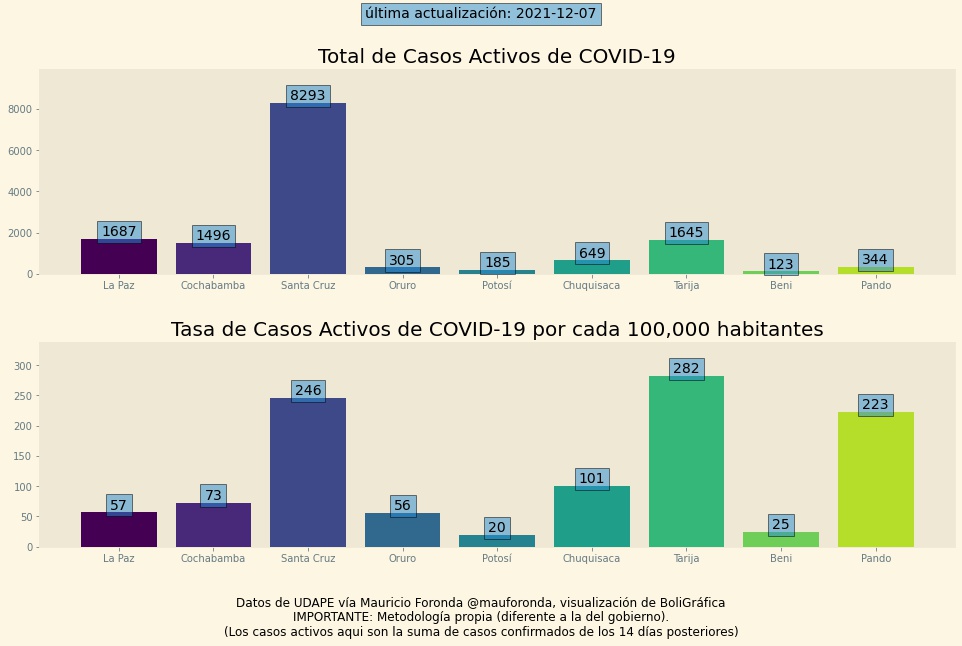 última actualización: 2021-12-07
Total de Casos Activos de COVID-19
8000
6000
4000
2000
0
1687
1496
8293
305
185
649
1645
123
344
La Paz
Cochabamba
Santa Cruz
Oruro
Potosí
Chuquisaca
Tarija
Beni
Pando
Tasa de Casos Activos de COVID-19 por cada 100,000 habitantes
300
250
200
150
100
50
0
57
73
246
56
20
101
282
25
223
La Paz
Cochabamba
Santa Cruz
Oruro
Potosí
Chuquisaca
Tarija
Beni
Pando
Datos de UDAPE vía Mauricio Foronda @mauforonda, visualización de BoliGráfica
IMPORTANTE: Metodología propia (diferente a la del gobierno).
(Los casos activos aqui son la suma de casos confirmados de los 14 días posteriores)